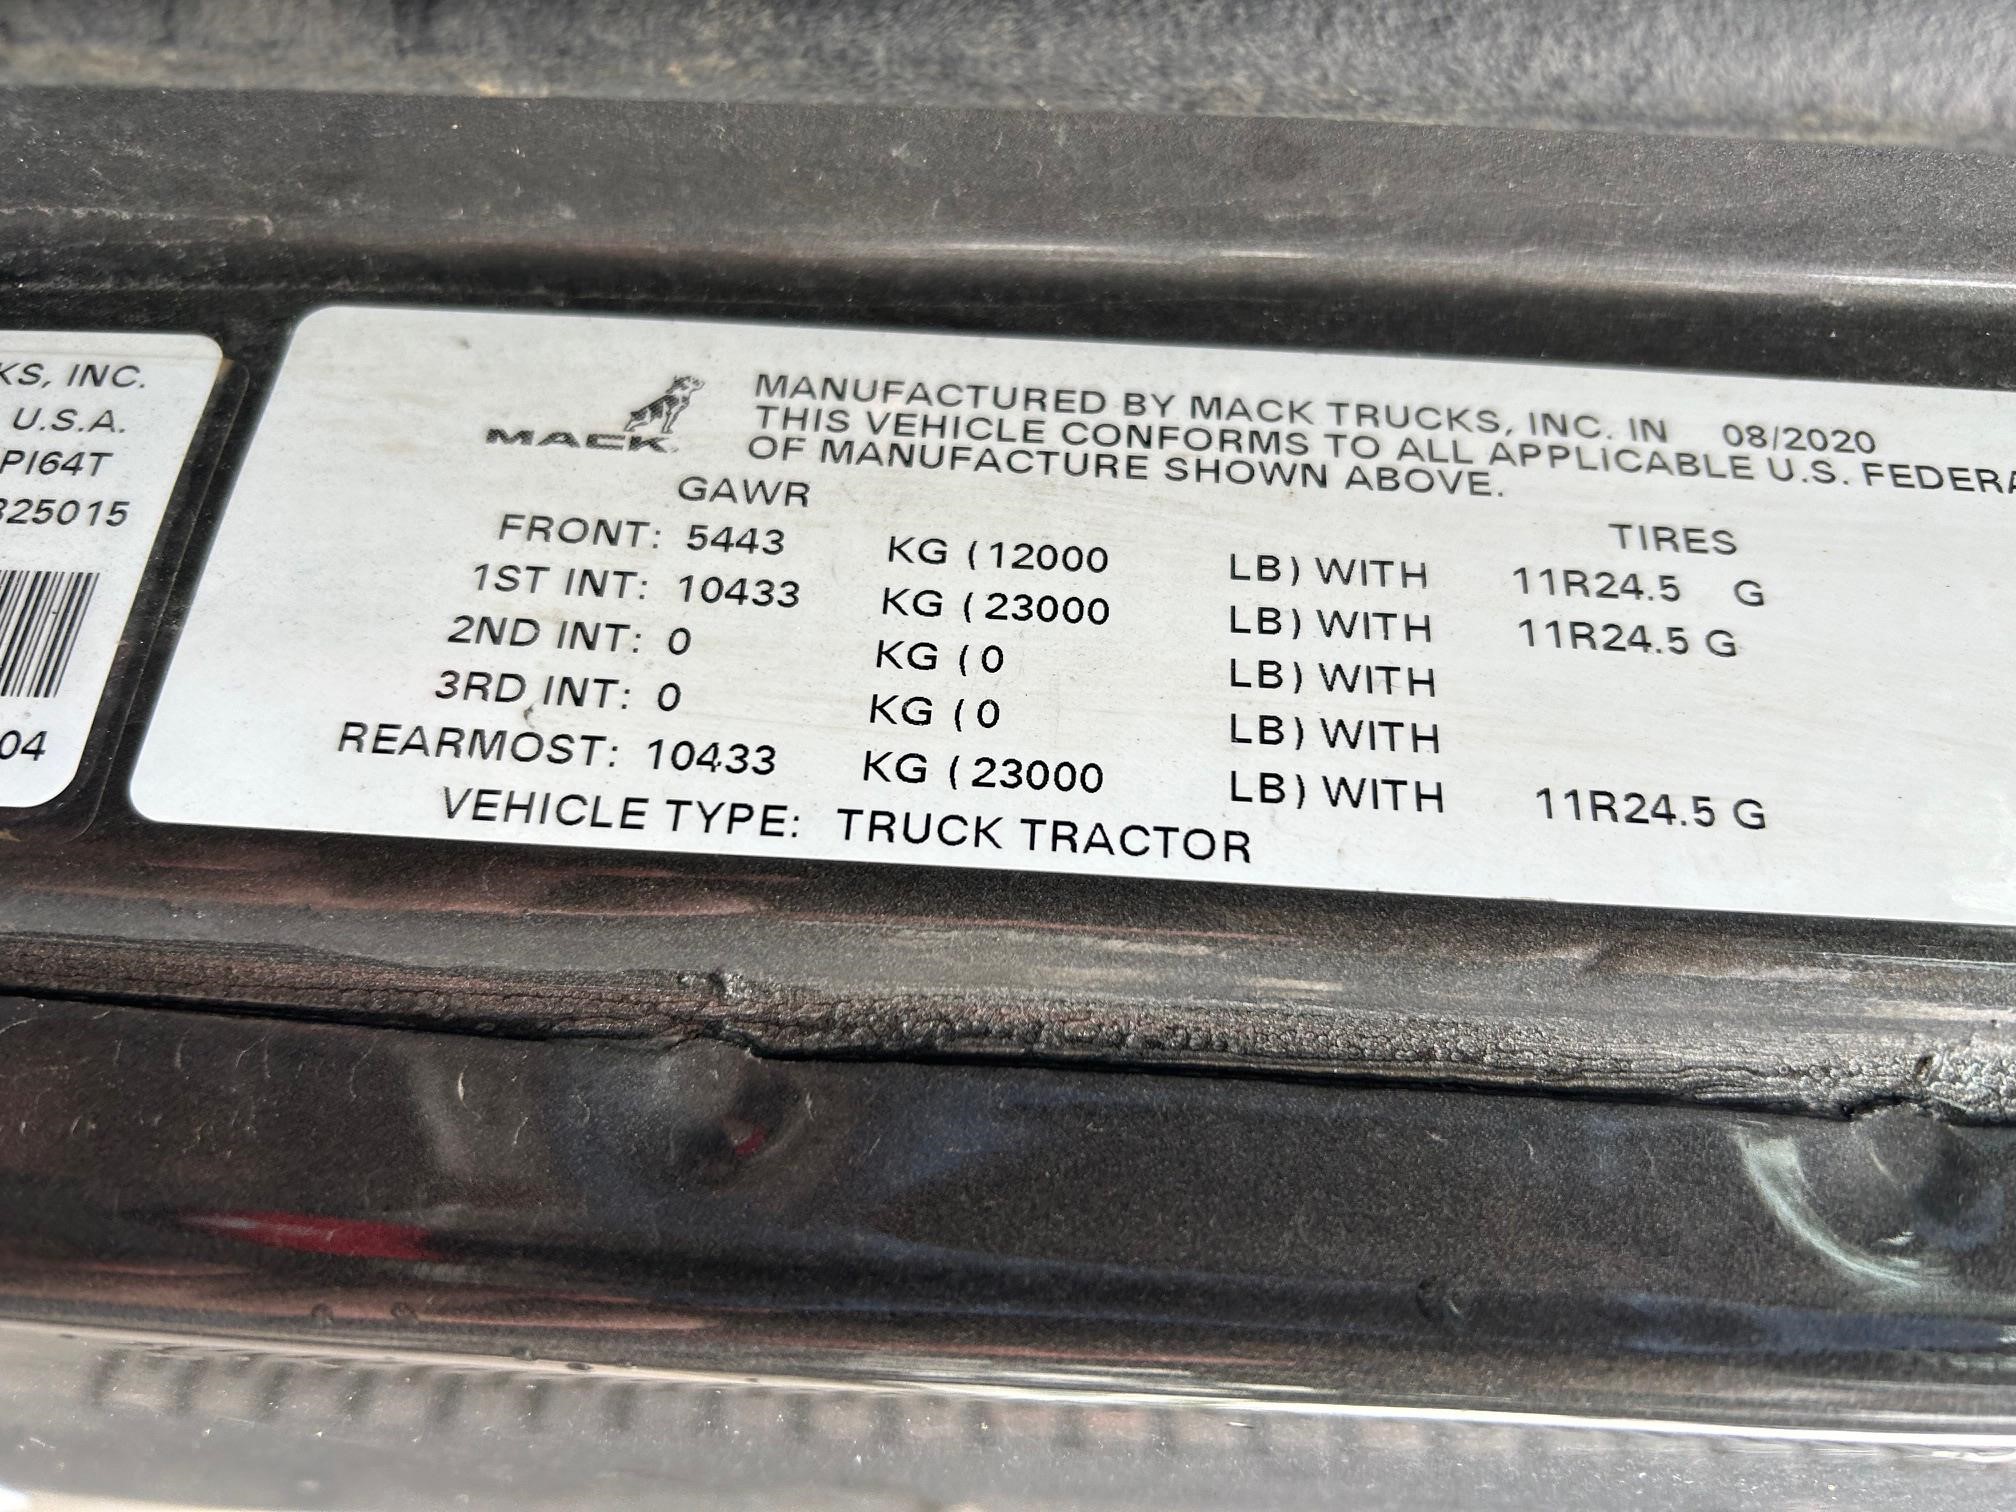 KS, INC.
U.S.A.
PI64T
325015
04
MACK
MANUFACTURED BY MACK TRUCKS, INC. IN 08/2020
THIS VEHICLE CONFORMS TO ALL APPLICABLE U.S. FEDERA
OF MANUFACTURE SHOWN ABOVE.
GAWR TIRES
FRONT: 5443 KG (12000 LB) WITH 11R24.5 G
1ST INT: 10433 KG (23000 LB) WITH 11R24.5 G
2ND INT: 0 KG (0 LB) WITH
3RD INT: 0 KG (0 LB) WITH
REARMOST: 10433 KG (23000 LB) WITH 11R24.5 G
VEHICLE TYPE: TRUCK TRACTOR